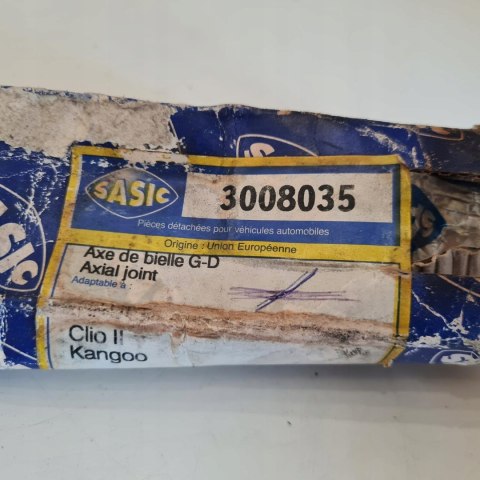 SASIC
3008035
Pièces détachées pour véhicules automobiles
Origine : Union Européenne
Axe de bielle G-D
Axial joint
Adaptable à :
Clio II
Kangoo
SASIC